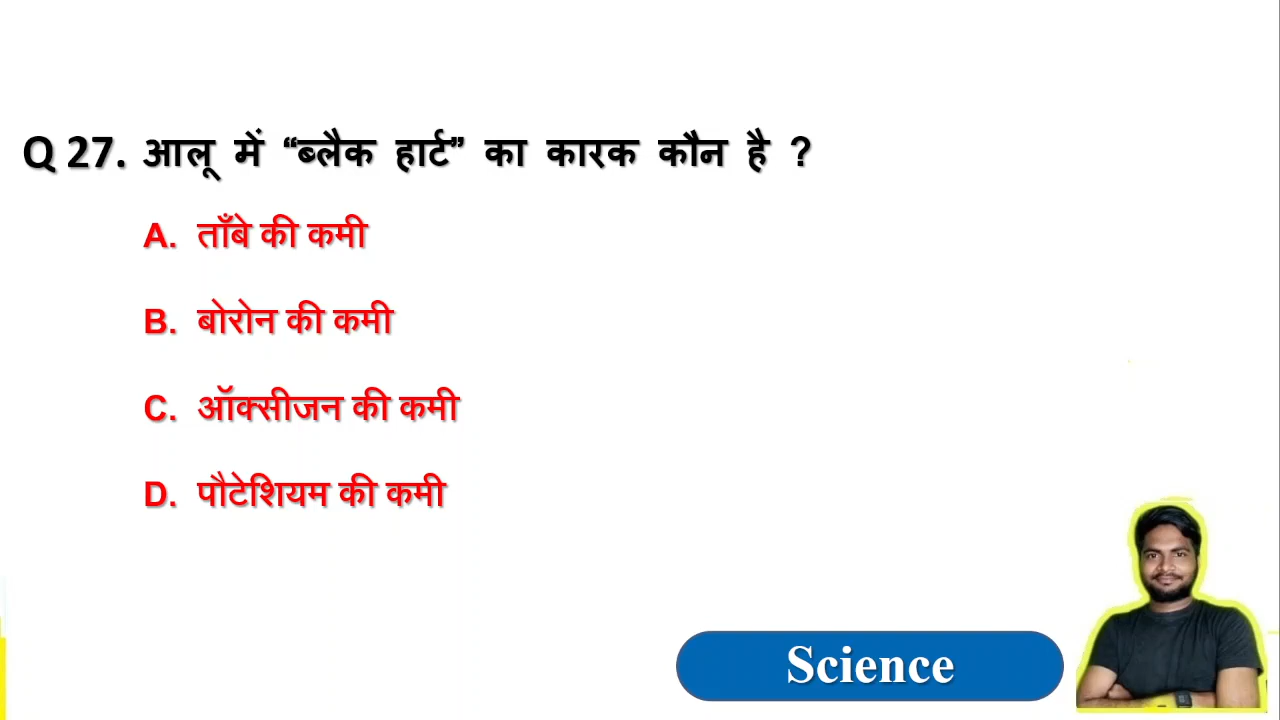 Q 27. आलू में “ब्लैक हार्ट” का कारक कौन है ?
A. ताँबे की कमी
B. बोरोन की कमी
C. ऑक्सीजन की कमी
D. पौटेशियम की कमी
Science